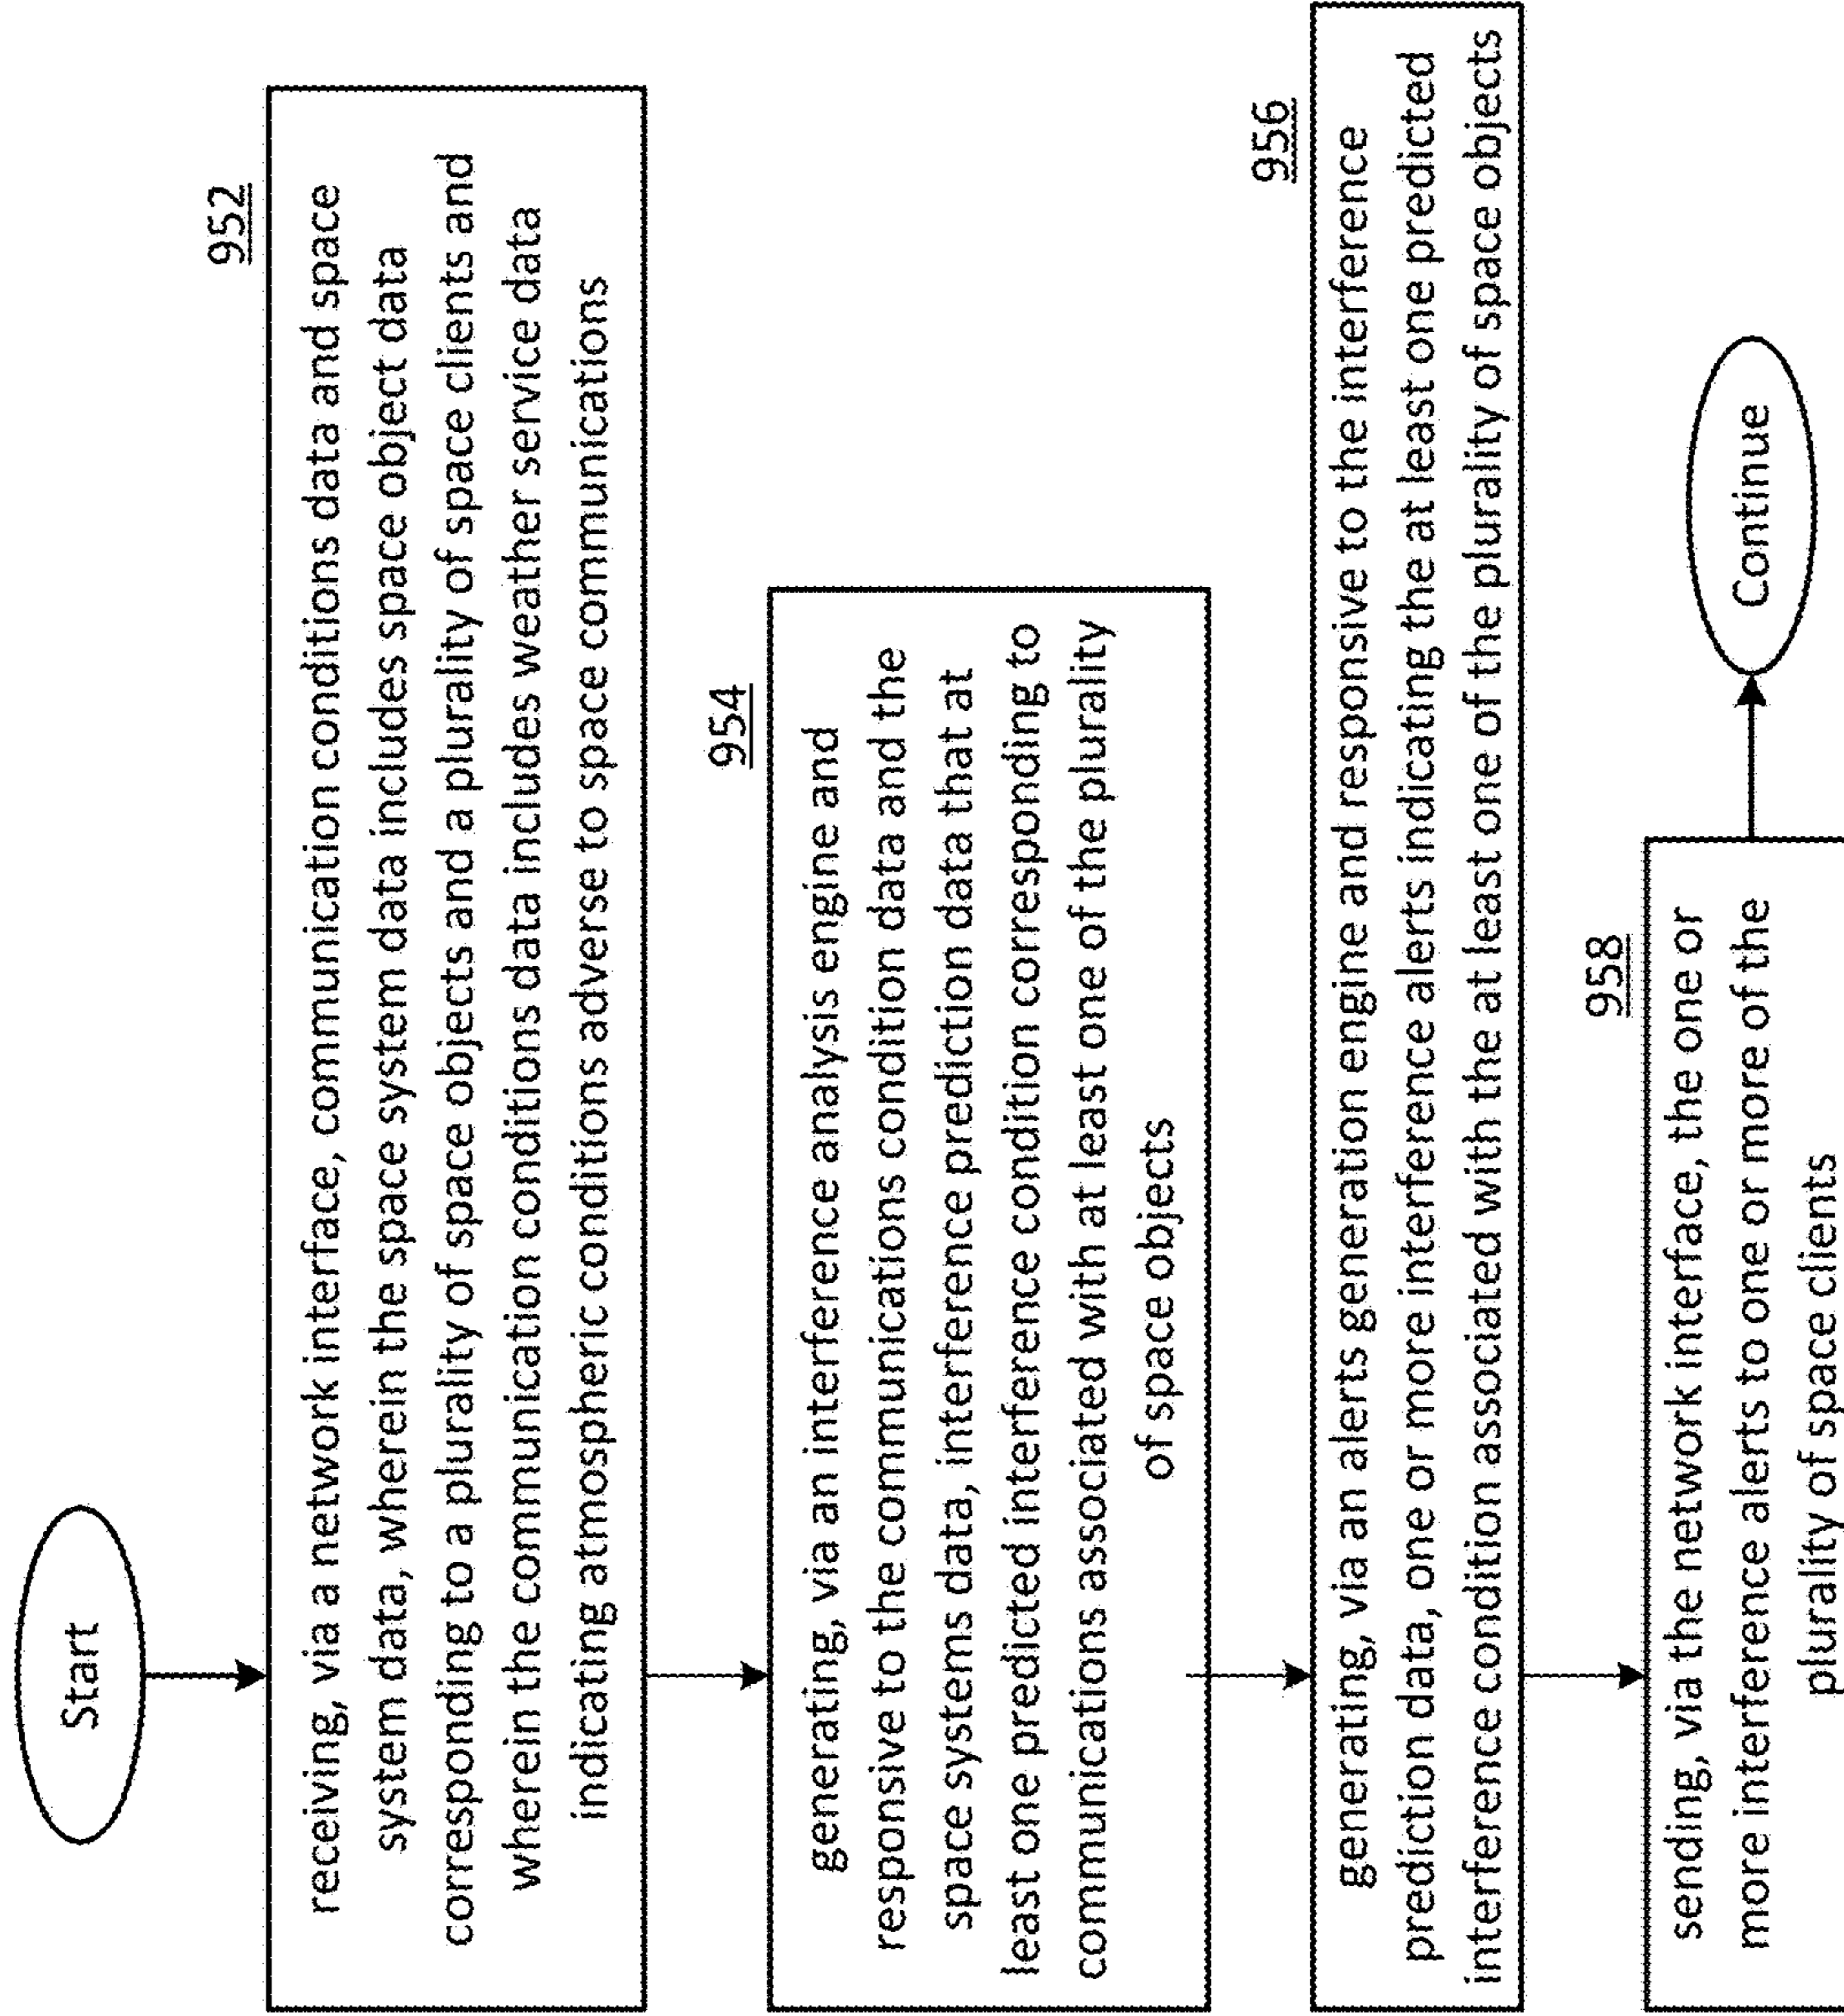 Start
952
receiving, via a network interface, communication conditions data and space
system data, wherein the space system data includes space object data
corresponding to a plurality of space objects and a plurality of space clients and
wherein the communication conditions data includes weather service data
indicating atmospheric conditions adverse to space communications
954
generating, via an interference analysis engine and
responsive to the communications condition data and the
space systems data, interference prediction data that at
least one predicted interference condition corresponding to
communications associated with at least one of the plurality
of space objects
956
generating, via an alerts generation engine and responsive to the interference
prediction data, one or more interference alerts indicating the at least one predicted
interference condition associated with the at least one of the plurality of space objects
958
sending, via the network interface, the one or
more interference alerts to one or more of the
plurality of space clients
Continue